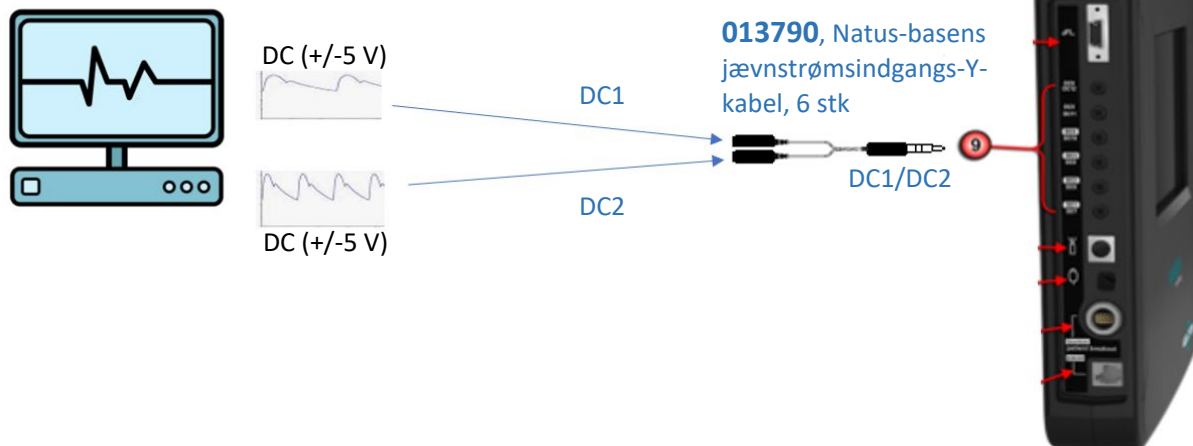 DC (+/-5 V)
DC1
013790, Natus-basens
jævnstrømsindgangs-Y-
kabel, 6 stk
9
DC1/DC2
DC2
DC (+/-5 V)